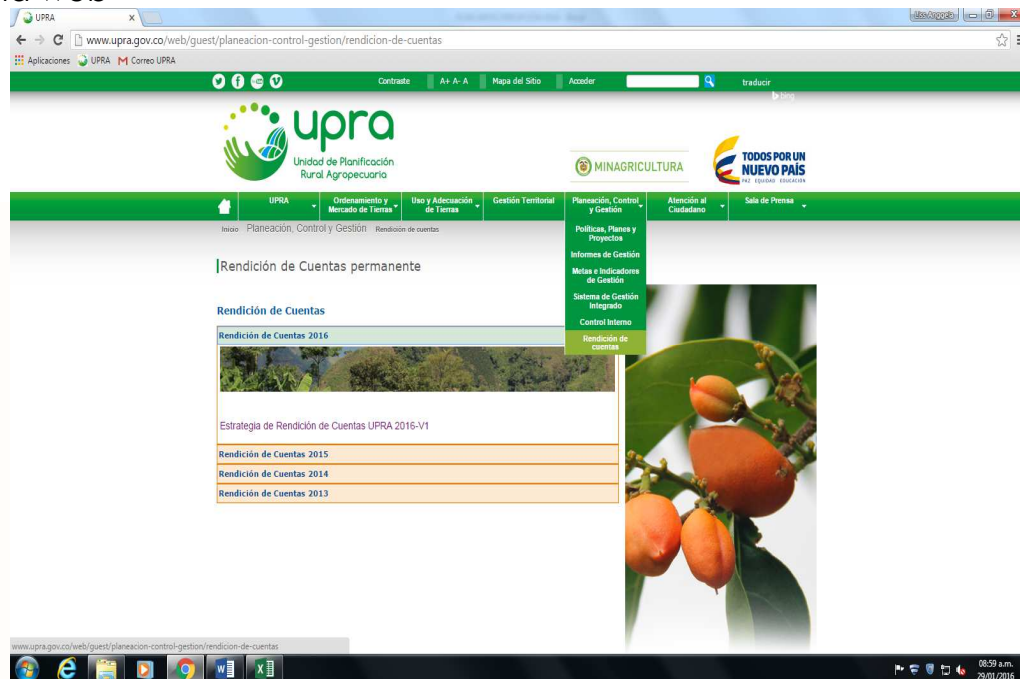 UPRA
Liss Anggela
www.upra.gov.co/web/guest/planeacion-control-gestion/rendicion-de-cuentas
Aplicaciones UPRA Correo UPRA
Contraste A+ A- A Mapa del Sitio Acceder traducir
bing
upra
Unidad de Planificación
Rural Agropecuaria
MINAGRICULTURA
TODOS POR UN
NUEVO PAÍS
PAZ EQUIDAD EDUCACIÓN
UPRA
Ordenamiento y
Mercado de Tierras
Uso y Adecuación
de Tierras
Gestión Territorial
Planeación, Control
y Gestión
Atención al
Ciudadano
Sala de Prensa
Políticas, Planes y
Proyectos
Informes de Gestión
Metas e Indicadores
de Gestión
Sistema de Gestión
Integrado
Control Interno
Rendición de
cuentas
Inicio Planeación, Control y Gestión Rendición de cuentas
Rendición de Cuentas permanente
Rendición de Cuentas
Rendición de Cuentas 2016
Estrategia de Rendición de Cuentas UPRA 2016-V1
Rendición de Cuentas 2015
Rendición de Cuentas 2014
Rendición de Cuentas 2013
www.upra.gov.co/web/guest/planeacion-control-gestion/rendicion-de-cuentas
08:59 a.m.
29/01/2016